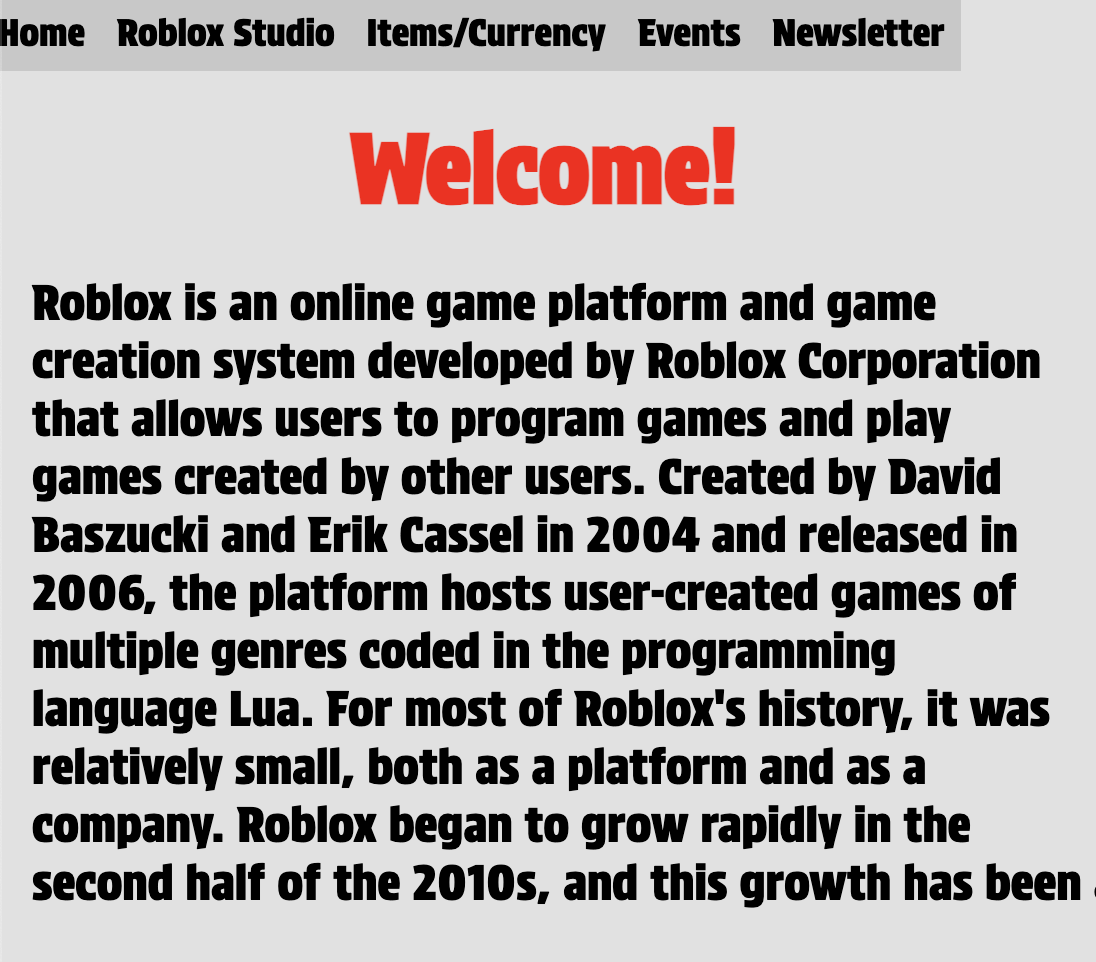 Home Roblox Studio Items/Currency Events Newsletter
Welcome!
Roblox is an online game platform and game
creation system developed by Roblox Corporation
that allows users to program games and play
games created by other users. Created by David
Baszucki and Erik Cassel in 2004 and released in
2006, the platform hosts user-created games of
multiple genres coded in the programming
language Lua. For most of Roblox's history, it was
relatively small, both as a platform and as a
company. Roblox began to grow rapidly in the
second half of the 2010s, and this growth has been